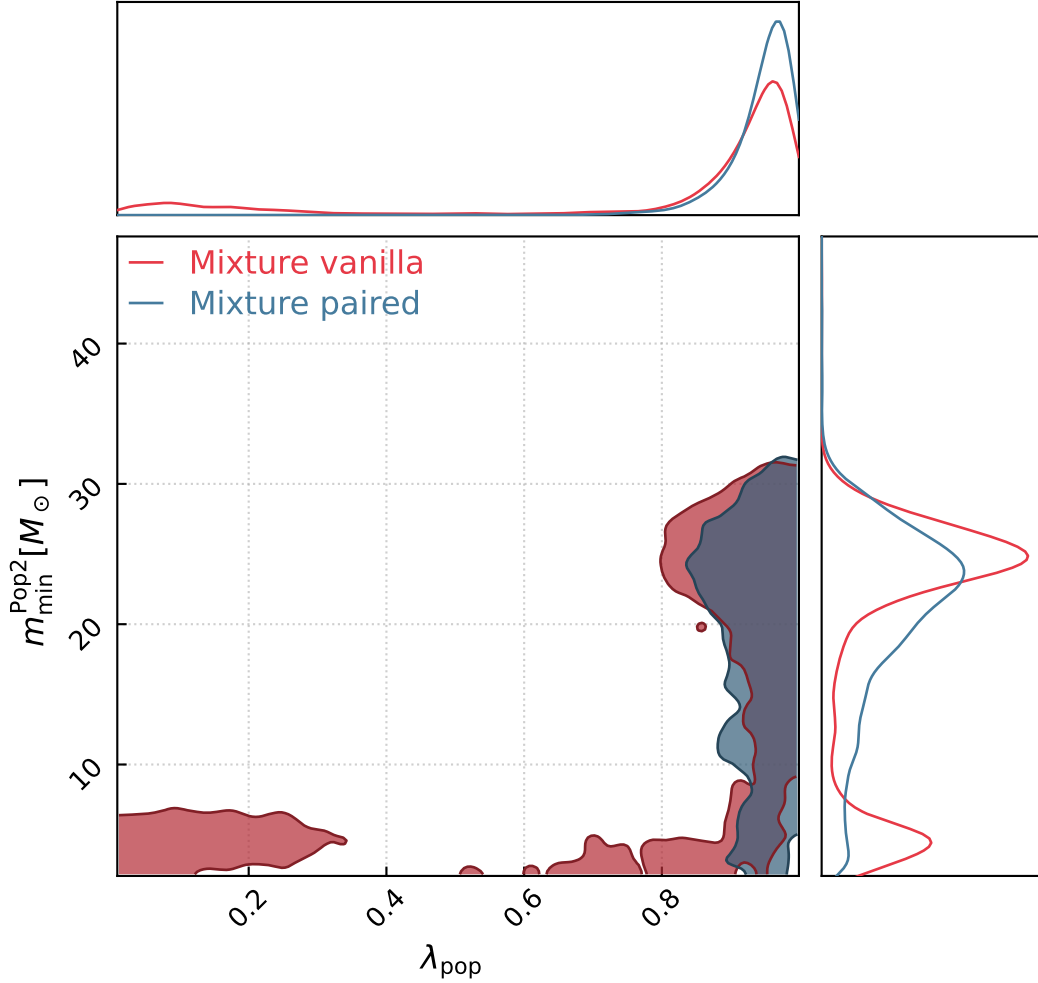 Mixture vanilla
Mixture paired
40
30
20
10
m_min^Pop2 [M_⊙]
0.2 0.4 0.6 0.8
λ_pop